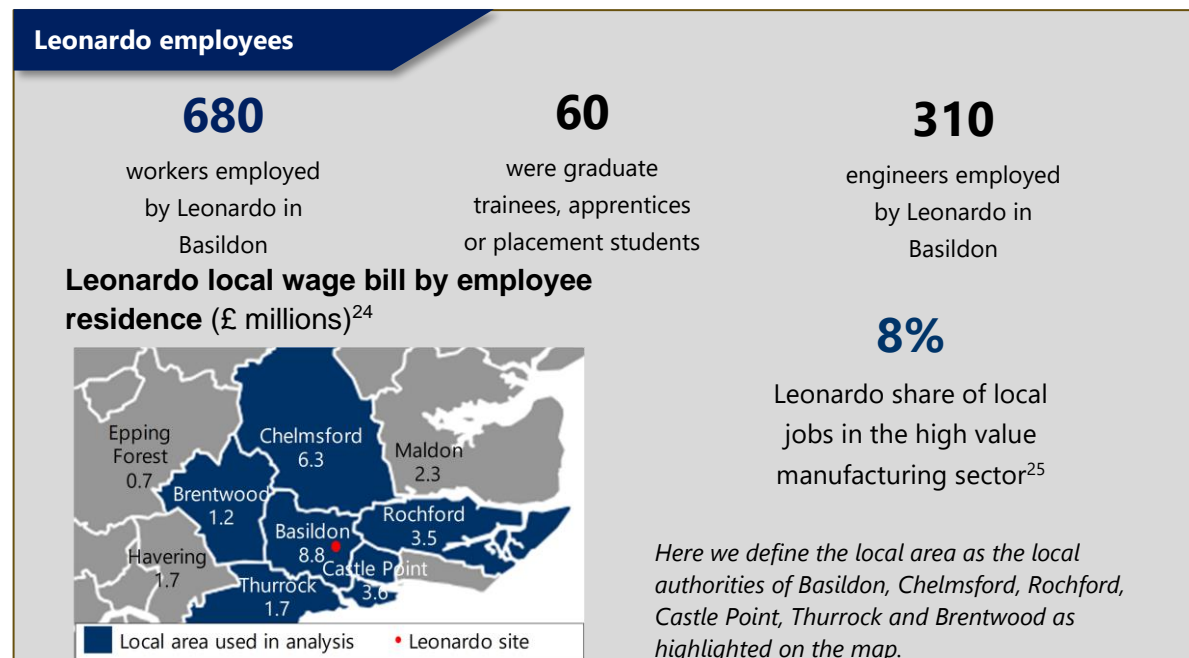 Leonardo employees
680
workers employed
by Leonardo in
Basildon
60
were graduate
trainees, apprentices
or placement students
310
engineers employed
by Leonardo in
Basildon
Leonardo local wage bill by employee
residence (£ millions)24
Epping
Forest
0.7
Chelmsford
6.3
Maldon
2.3
Brentwood
1.2
Basildon
8.8
Rochford
3.5
Havering
1.7
Castle Point
3.6
Thurrock
1.7
Local area used in analysis
Leonardo site
8%
Leonardo share of local
jobs in the high value
manufacturing sector25
Here we define the local area as the local
authorities of Basildon, Chelmsford, Rochford,
Castle Point, Thurrock and Brentwood as
highlighted on the map.